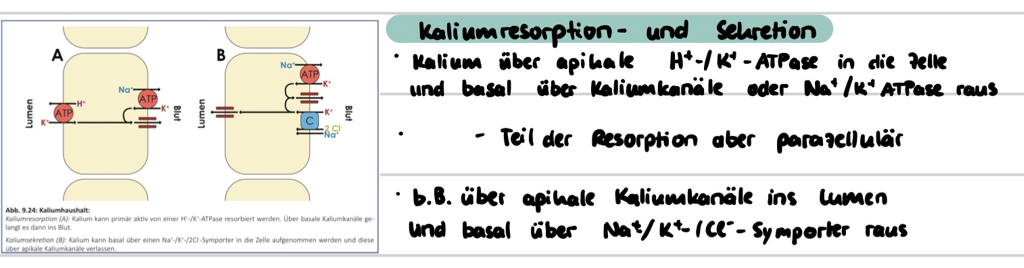 A
B
Na⁺
ATP
H⁺
K⁺
ATP
K⁺
Lumen
Blut
Na⁺
ATP
K⁺
K⁺
C
2 Cl⁻
Na⁺
Lumen
Blut
Abb. 9.24: Kaliumhaushalt:
Kaliumresorption (A): Kalium kann primär aktiv von einer H⁺-/K⁺-ATPase resorbiert werden. Über basale Kaliumkanäle ge-
langt es dann ins Blut.
Kaliumsekretion (B): Kalium kann basal über einen Na⁺-/K⁺-/2Cl-Symporter in die Zelle aufgenommen werden und diese
über apikale Kaliumkanäle verlassen.
Kaliumresorption- und Sekretion
· Kalium über apikale H⁺-/K⁺-ATPase in die Zelle
und basal über Kaliumkanäle oder Na⁺/K⁺ATPase raus
· - Teil der Resorption aber parazellulär
· b.B. über apikale Kaliumkanäle ins Lumen
und basal über Na⁺/K⁺-/Cl⁻-Symporter raus